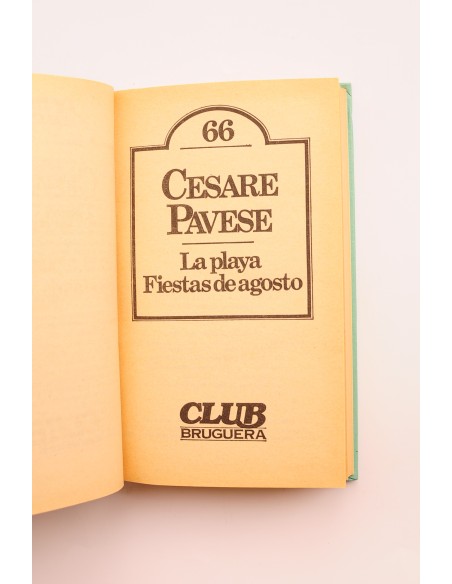 66
CESARE
PAVESE
La playa
Fiestas de agosto
CLUB
BRUGUERA